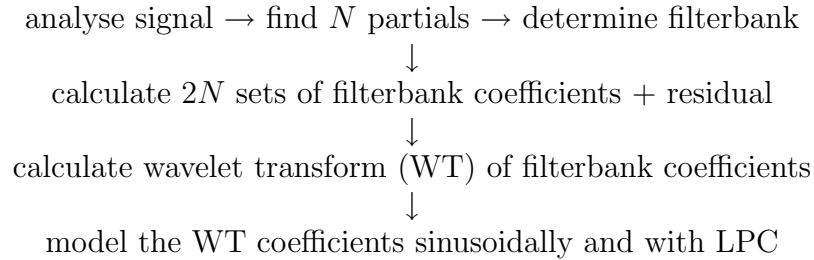 analyse signal → find N partials → determine filterbank
↓
calculate 2N sets of filterbank coefficients + residual
↓
calculate wavelet transform (WT) of filterbank coefficients
↓
model the WT coefficients sinusoidally and with LPC